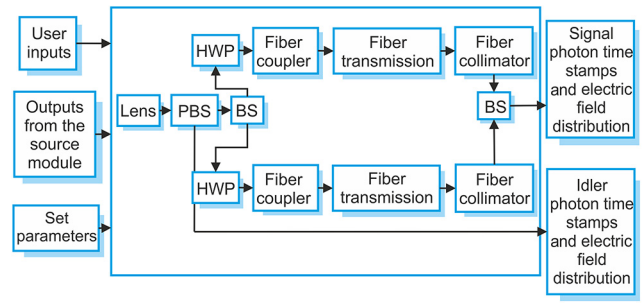 User
inputs
Outputs
from the
source
module
Set
parameters
Lens
PBS
BS
HWP
Fiber
coupler
Fiber
transmission
Fiber
collimator
BS
HWP
Fiber
coupler
Fiber
transmission
Fiber
collimator
Signal
photon time
stamps
and electric
field
distribution
Idler
photon time
stamps
and electric
field
distribution